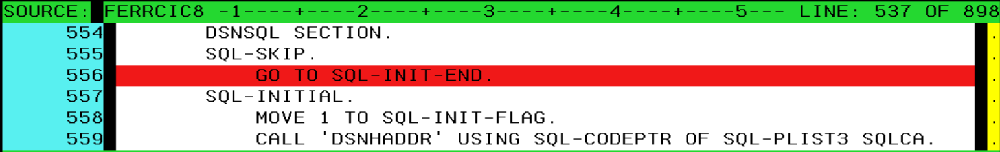 SOURCE: FERRCIC8 -1----+----2----+----3----+----4----+----5--- LINE: 537 OF 898
554 DSNSQL SECTION. .
555 SQL-SKIP. .
556 GO TO SQL-INIT-END. .
557 SQL-INITIAL. .
558 MOVE 1 TO SQL-INIT-FLAG. .
559 CALL 'DSNHADDR' USING SQL-CODEPTR OF SQL-PLIST3 SQLCA. .